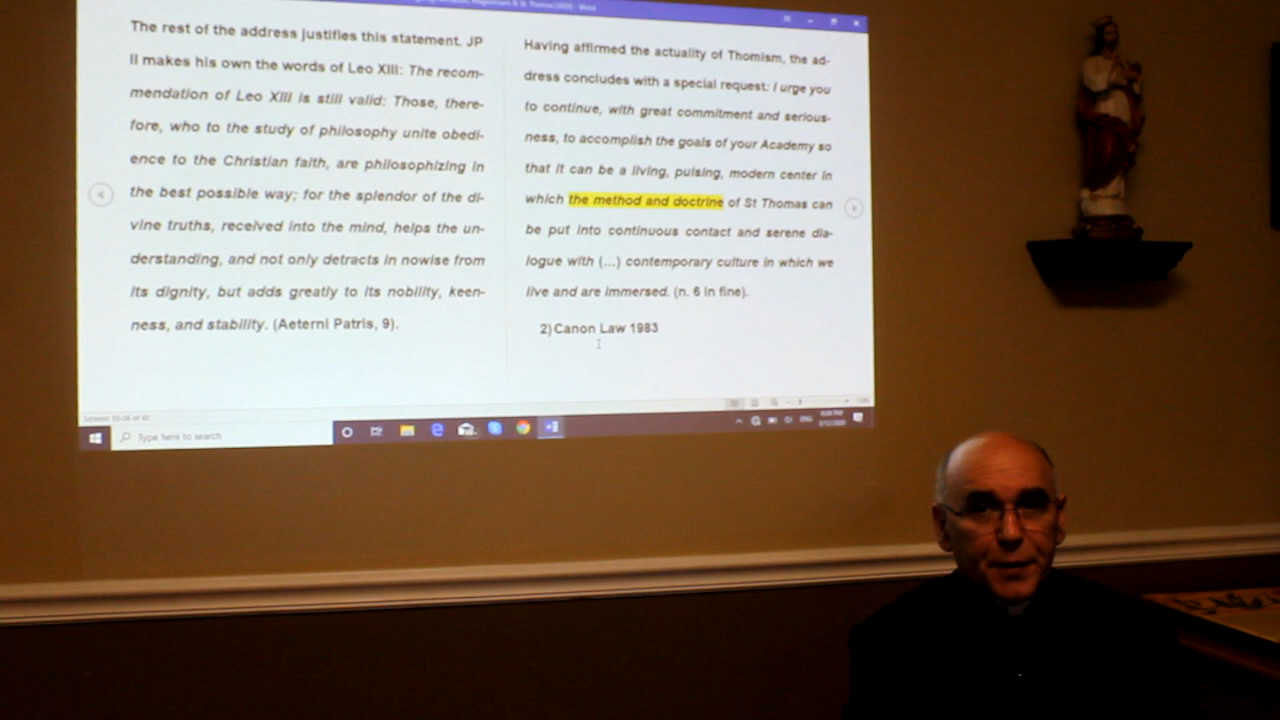 The rest of the address justifies this statement. JP
II makes his own the words of Leo XIII: The recom-
mendation of Leo XIII is still valid: Those, there-
fore, who to the study of philosophy unite obedi-
ence to the Christian faith, are philosophizing in
the best possible way; for the splendor of the di-
vine truths, received into the mind, helps the un-
derstanding, and not only detracts in nowise from
its dignity, but adds greatly to its nobility, keen-
ness, and stability. (Aeterni Patris, 9).
Having affirmed the actuality of Thomism, the ad-
dress concludes with a special request: I urge you
to continue, with great commitment and serious-
ness, to accomplish the goals of your Academy so
that it can be a living, pulsing, modern center in
which the method and doctrine of St Thomas can
be put into continuous contact and serene dia-
logue with (...) contemporary culture in which we
live and are immersed. (n. 6 in fine).
2) Canon Law 1983
Type here to search